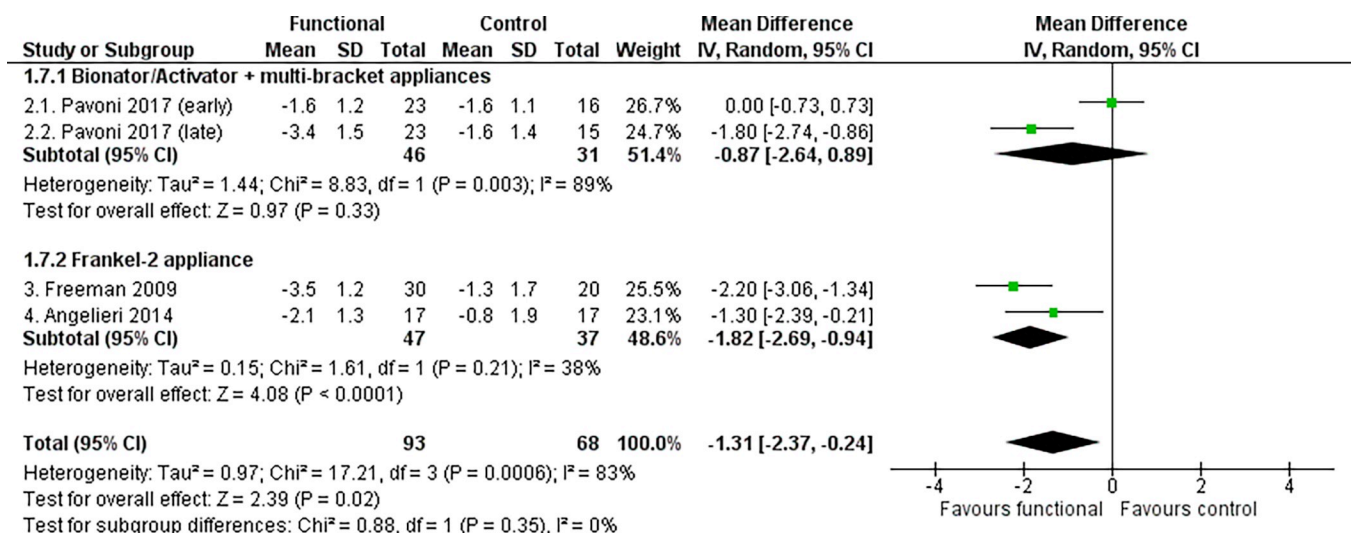 Functional Control Mean Difference Mean Difference
Study or Subgroup Mean SD Total Mean SD Total Weight IV, Random, 95% CI IV, Random, 95% CI
1.7.1 Bionator/Activator + multi-bracket appliances
2.1. Pavoni 2017 (early) -1.6 1.2 23 -1.6 1.1 16 26.7% 0.00 [-0.73, 0.73]
2.2. Pavoni 2017 (late) -3.4 1.5 23 -1.6 1.4 15 24.7% -1.80 [-2.74, -0.86]
Subtotal (95% CI) 46 31 51.4% -0.87 [-2.64, 0.89]
Heterogeneity: Tau² = 1.44; Chi² = 8.83, df = 1 (P = 0.003); I² = 89%
Test for overall effect: Z = 0.97 (P = 0.33)
1.7.2 Frankel-2 appliance
3. Freeman 2009 -3.5 1.2 30 -1.3 1.7 20 25.5% -2.20 [-3.06, -1.34]
4. Angelieri 2014 -2.1 1.3 17 -0.8 1.9 17 23.1% -1.30 [-2.39, -0.21]
Subtotal (95% CI) 47 37 48.6% -1.82 [-2.69, -0.94]
Heterogeneity: Tau² = 0.15; Chi² = 1.61, df = 1 (P = 0.21); I² = 38%
Test for overall effect: Z = 4.08 (P < 0.0001)
Total (95% CI) 93 68 100.0% -1.31 [-2.37, -0.24]
Heterogeneity: Tau² = 0.97; Chi² = 17.21, df = 3 (P = 0.0006); I² = 83%
Test for overall effect: Z = 2.39 (P = 0.02)
Test for subgroup differences: Chi² = 0.88, df = 1 (P = 0.35), I² = 0%
-4 -2 0 2 4
Favours functional Favours control